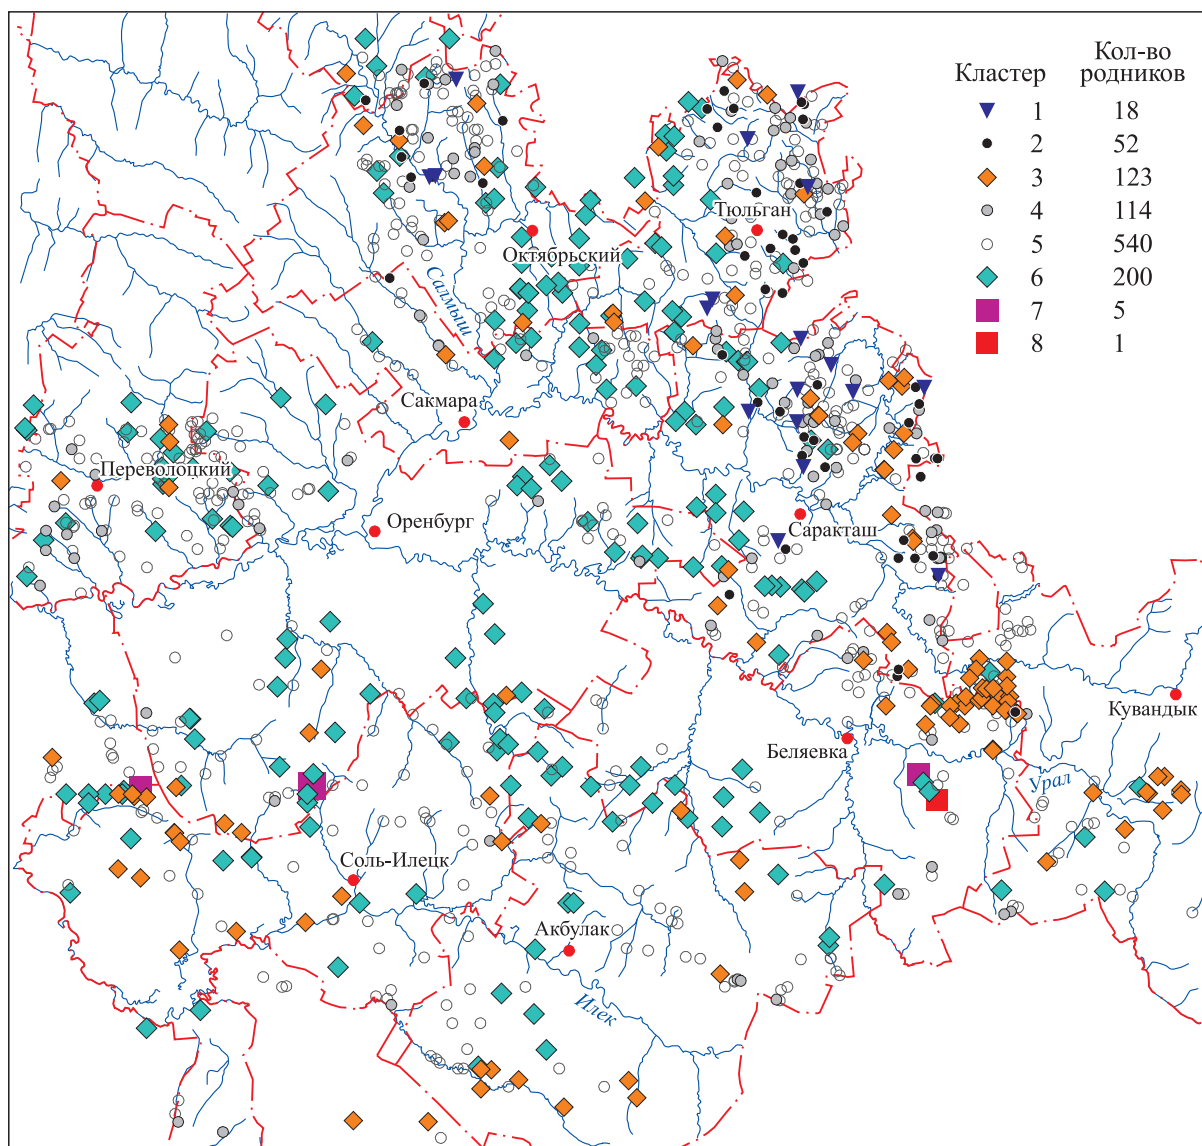 Кластер
Кол-во
родников
1 18
2 52
3 123
4 114
5 540
6 200
7 5
8 1
Тюльган
Октябрьский
Салмыш
Сакмара
Переволоцкий
Оренбург
Саракташ
Кувандык
Беляевка
Урал
Соль-Илецк
Акбулак
Илек